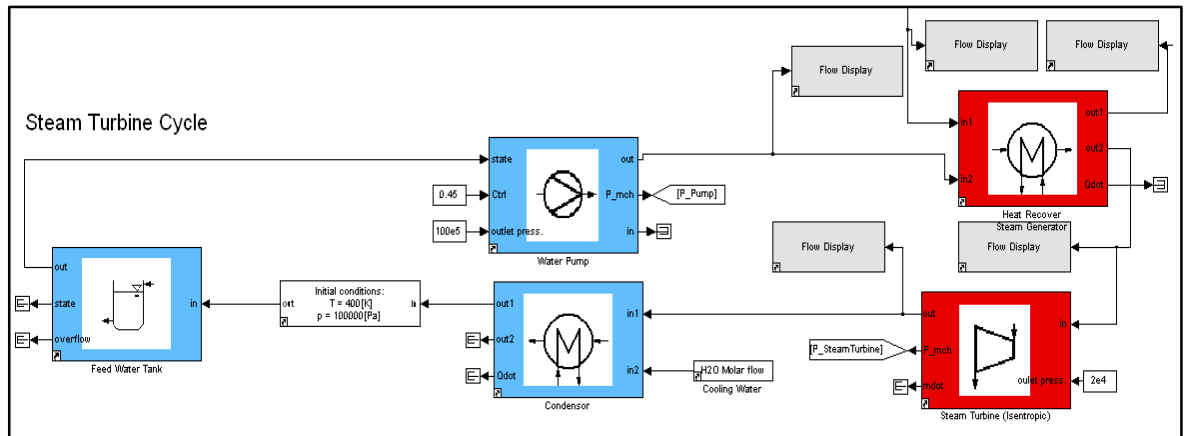 Flow Display
Flow Display
Flow Display
Steam Turbine Cycle
in1
out1
out2
in2
Qdot
Heat Recover
Steam Generator
state
out
0.45
Ctrl
P_mch
[P_Pump]
100e5
outlet press.
in
Water Pump
Flow Display
Flow Display
out
in
state
overflow
Feed Water Tank
Initial conditions:
out
T = 400[K]
in
p = 100000[Pa]
out1
in1
out2
Qdot
in2
H2O Molar flow
Cooling Water
Condensor
out
in
[P_SteamTurbine]
P_mch
mdot
oulet press.
2e4
Steam Turbine (Isentropic)